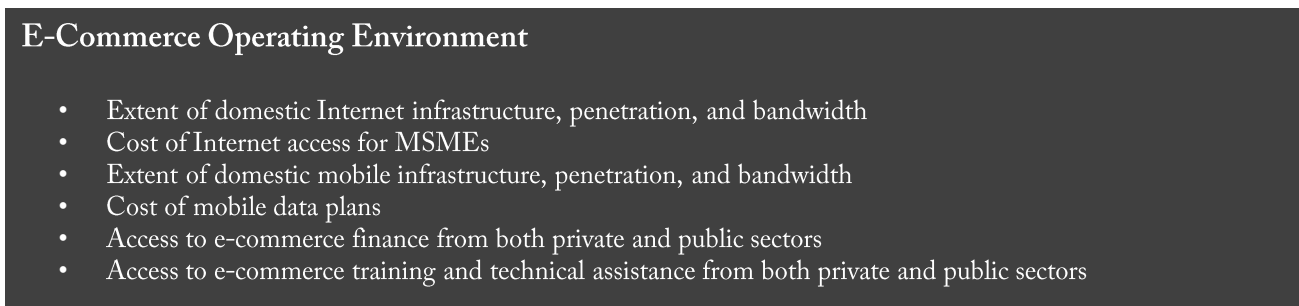 E-Commerce Operating Environment
• Extent of domestic Internet infrastructure, penetration, and bandwidth
• Cost of Internet access for MSMEs
• Extent of domestic mobile infrastructure, penetration, and bandwidth
• Cost of mobile data plans
• Access to e-commerce finance from both private and public sectors
• Access to e-commerce training and technical assistance from both private and public sectors